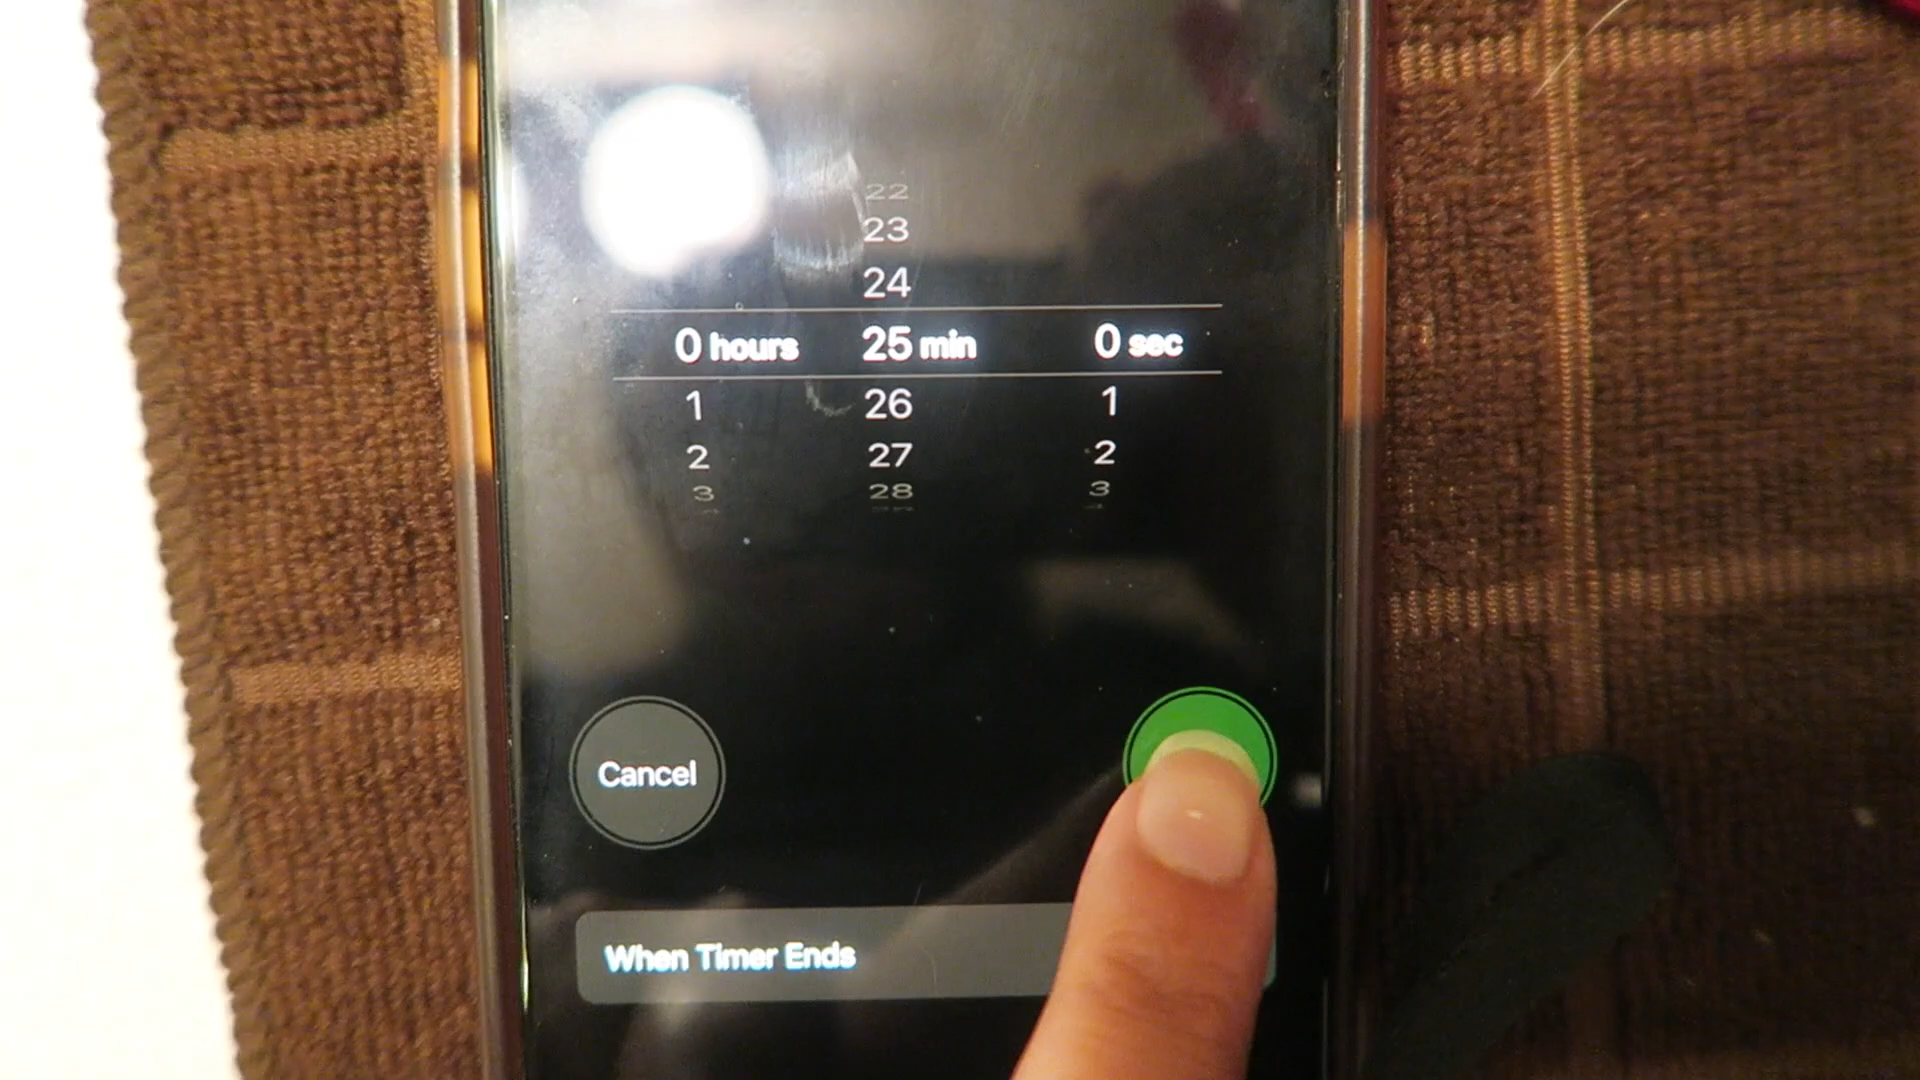 22
23
24
0 hours 25 min 0 sec
1 26 1
2 27 2
3 28 3
Cancel
When Timer Ends